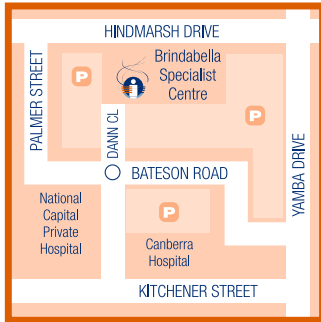 HINDMARSH DRIVE
PALMER STREET
P
Brindabella
Specialist
Centre
P
DANN CL
BATESON ROAD
YAMBA DRIVE
National
Capital
Private
Hospital
P
Canberra
Hospital
KITCHENER STREET